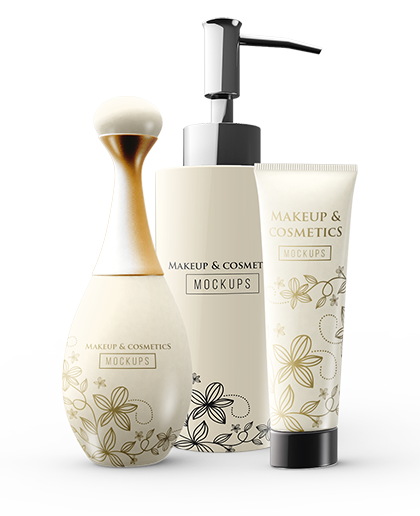 MAKEUP & COSMETICS
MOCKUPS
MAKEUP & COSMET
MOCKUPS
MAKEUP &
COSMETICS
MOCKUPS